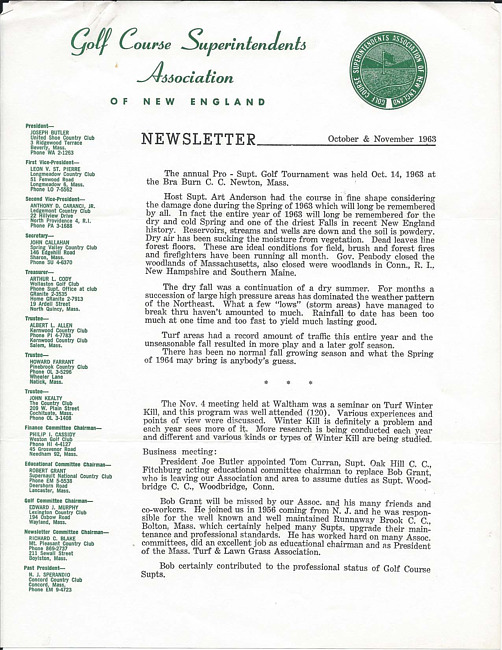 Golf Course Superintendents
Association
OF NEW ENGLAND
GOLF COURSE SUPERINTENDENTS ASSOCIATION OF NEW ENGLAND
NEWSLETTER
October & November 1963
President—
JOSEPH BUTLER
United Shoe Country Club
3 Ridgewood Terrace
Beverly, Mass.
Phone WA 2-1263
First Vice-President—
LEON V. ST. PIERRE
Longmeadow Country Club
51 Fenwood Road
Longmeadow 6, Mass.
Phone LO 7-5562
Second Vice-President—
ANTHONY D. CARANCI, JR.
Ledgemont Country Club
22 Hillview Drive
North Providence 4, R.I.
Phone PA 3-1688
Secretary—
JOHN CALLAHAN
Spring Valley Country Club
146 Edgehill Road
Sharon, Mass.
Phone SU 4-6270
Treasurer—
ARTHUR L. CODY
Wollaston Golf Club
Phone Supt. Office at club
GRanite 2-3535
Home GRanite 2-7913
19 Ardell Street
North Quincy, Mass.
Trustee—
ALBERT L. ALLEN
Kernwood Country Club
Phone PI 4-7783
Kernwood Country Club
Salem, Mass.
Trustee—
HOWARD FARRANT
Pinebrook Country Club
Phone OL 3-5296
Wheeler Lane
Natick, Mass.
Trustee—
JOHN KEALTY
The Country Club
209 W. Plain Street
Cochituate, Mass.
Phone OL 3-1408
Finance Committee Chairman—
PHILIP I. CASSIDY
Weston Golf Club
Phone HI 4-4127
45 Grosvenor Road
Needham 92, Mass.
Educational Committee Chairman—
ROBERT GRANT
Runaway
Phone EM 5-5538
Deershorn Road
Lancaster, Mass.
Golf Committee Chairman—
EDWARD J. MURPHY
Lexington Country Club
194 Oxbow Road
Wayland, Mass.
Newsletter Committee Chairman—
RICHARD C. BLAKE
Mt. Pleasant Country Club
Phone 869-2737
211 Sewall Street
Boylston, Mass.
Past President—
N. J. SPERANDIO
Concord Country Club
Concord, Mass.
Phone EM 9-4723
The annual Pro - Supt. Golf Tournament was held Oct. 14, 1963 at
the Bra Burn C. C. Newton, Mass.
Host Supt. Art Anderson had the course in fine shape considering
the damage done during the Spring of 1963 which will long be remembered
by all. In fact the entire year of 1963 will long be remembered for the
dry and cold Spring and one of the driest Falls in recent New England
history. Reservoirs, streams and wells are down and the soil is powdery.
Dry air has been sucking the moisture from vegetation. Dead leaves line
forest floors. These are ideal conditions for field, brush and forest fires
and firefighters have been running all month. Gov. Peabody closed the
woodlands of Massachusetts, also closed were woodlands in Conn., R. I.,
New Hampshire and Southern Maine.
The dry fall was a continuation of a dry summer. For months a
succession of large high pressure areas has dominated the weather pattern
of the Northeast. What a few "lows" (storm areas) have managed to
break thru haven't amounted to much. Rainfall to date has been too
much at one time and too fast to yield much lasting good.
Turf areas had a record amount of traffic this entire year and the
unseasonable fall resulted in more play and a later golf season.
There has been no normal fall growing season and what the Spring
of 1964 may bring is anybody's guess.
* * *
The Nov. 4 meeting held at Waltham was a seminar on Turf Winter
Kill, and this program was well attended (120). Various experiences and
points of view were discussed. Winter Kill is definitely a problem and
each year sees more of it. More research is being conducted each year
and different and various kinds or types of Winter Kill are being studied.
Business meeting:
President Joe Butler appointed Tom Curran, Supt. Oak Hill C. C.,
Fitchburg acting educational committee chairman to replace Bob Grant,
who is leaving our Association and area to assume duties as Supt. Wood-
bridge C. C., Woodbridge, Conn.
Bob Grant will be missed by our Assoc. and his many friends and
co-workers. He joined us in 1956 coming from N. J. and he was respon-
sible for the well known and well maintained Runnaway Brook C. C.,
Bolton, Mass. which certainly helped many Supts. upgrade their main-
tenance and professional standards. He has worked hard on many Assoc.
committees, did an excellent job as educational chairman and as President
of the Mass. Turf & Lawn Grass Association.
Bob certainly contributed to the professional status of Golf Course
Supts.